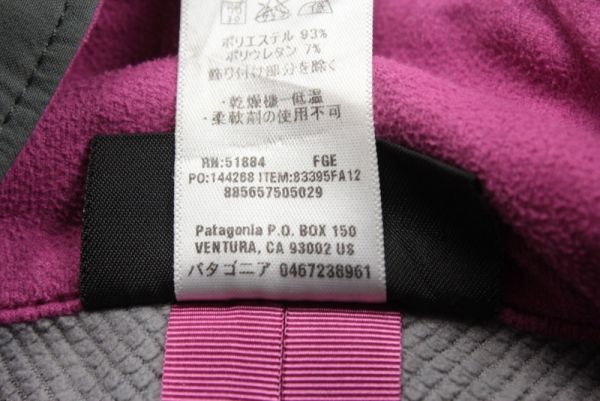 ポリエステル 93%
ポリウレタン 7%
飾り付け部分を除く
・乾燥機ー低温
・柔軟剤の使用不可
RN:51884 FGE
PO:144268 ITEM:83395FA12
885657505029
Patagonia P.O. BOX 150
VENTURA, CA 93002 US
パタゴニア 0467238961